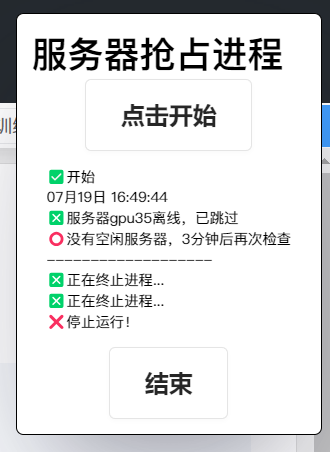 服务器抢占进程
点击开始
训练
✅开始
07月19日 16:49:44
❎服务器gpu35离线，已跳过
⭕没有空闲服务器，3分钟后再次检查
-------------------
❎正在终止进程...
❎正在终止进程...
❌停止运行!
结束